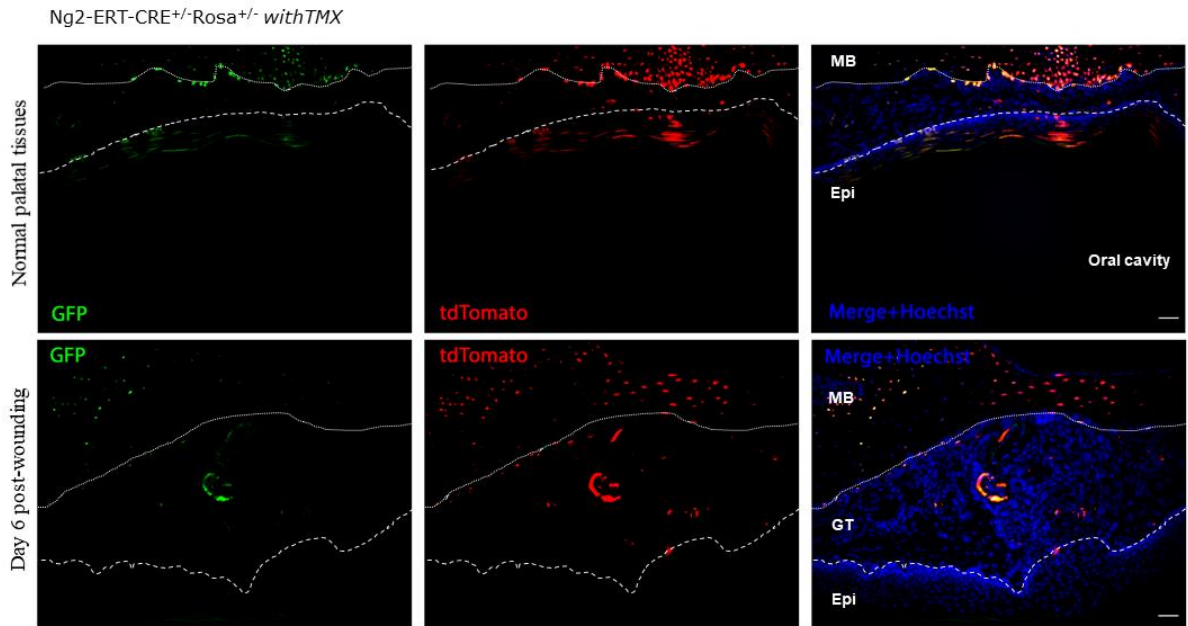 Ng2-ERT-CRE+/-Rosa+/- withTMX
Normal palatal tissues
GFP
tdTomato
MB
Epi
Oral cavity
Merge+Hoechst
Day 6 post-wounding
GFP
tdTomato
Merge+Hoechst
MB
GT
Epi